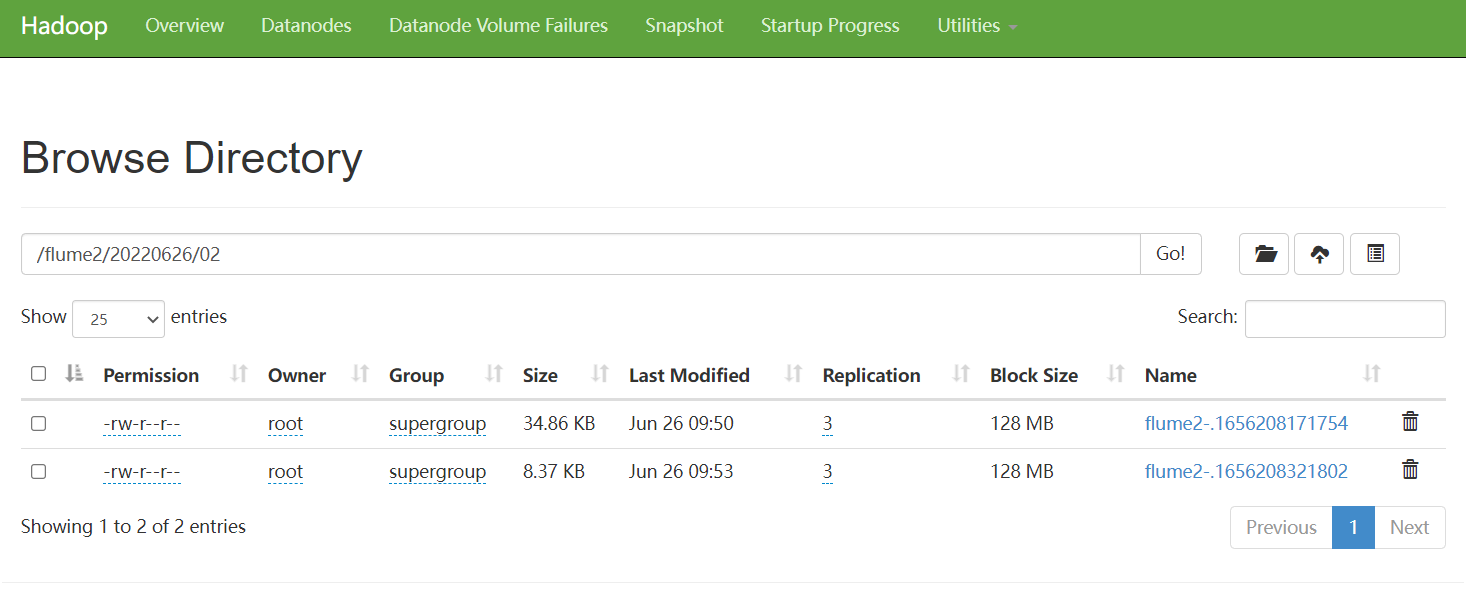 Hadoop Overview Datanodes Datanode Volume Failures Snapshot Startup Progress Utilities
Browse Directory
/flume2/20220626/02 Go!
Show 25 entries Search:
Permission Owner Group Size Last Modified Replication Block Size Name
-rw-r--r-- root supergroup 34.86 KB Jun 26 09:50 3 128 MB flume2-.1656208171754
-rw-r--r-- root supergroup 8.37 KB Jun 26 09:53 3 128 MB flume2-.1656208321802
Showing 1 to 2 of 2 entries Previous 1 Next